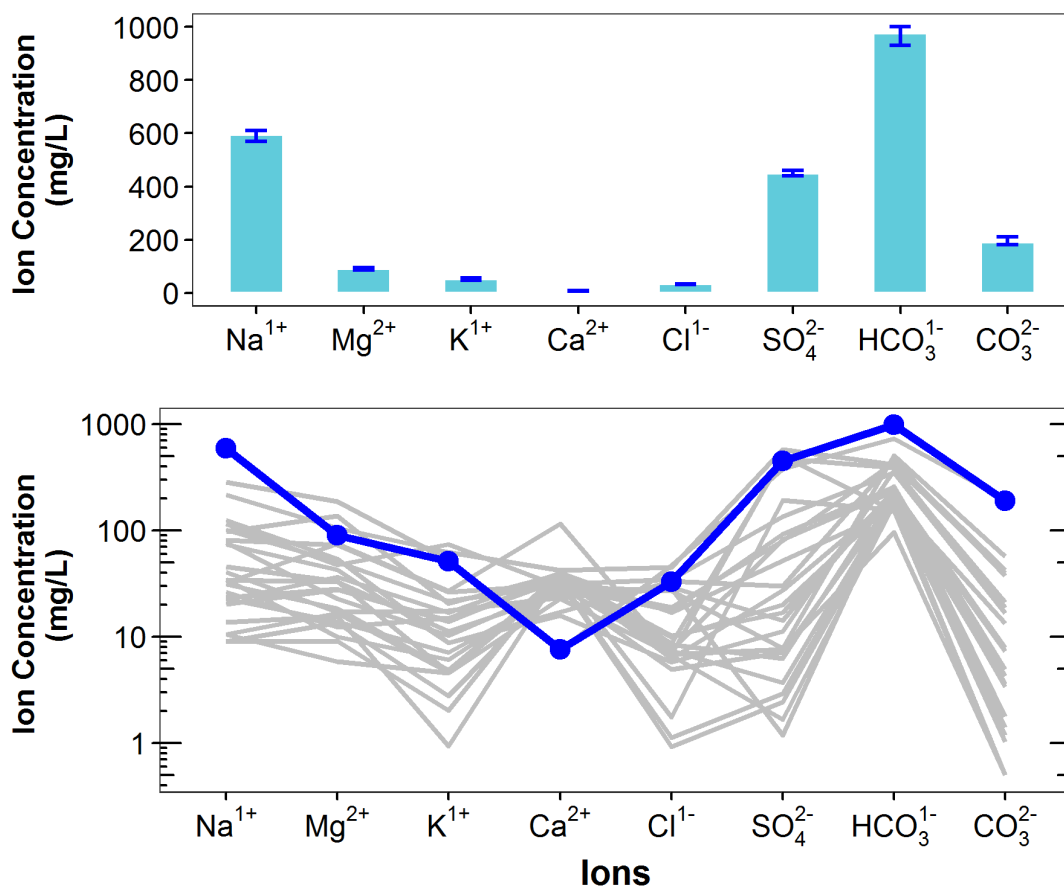 Ion Concentration
(mg/L)
1000
800
600
400
200
0
Na¹⁺ Mg²⁺ K¹⁺ Ca²⁺ Cl¹⁻ SO₄²⁻ HCO₃¹⁻ CO₃²⁻
Ion Concentration
(mg/L)
1000
100
10
1
Na¹⁺ Mg²⁺ K¹⁺ Ca²⁺ Cl¹⁻ SO₄²⁻ HCO₃¹⁻ CO₃²⁻
Ions